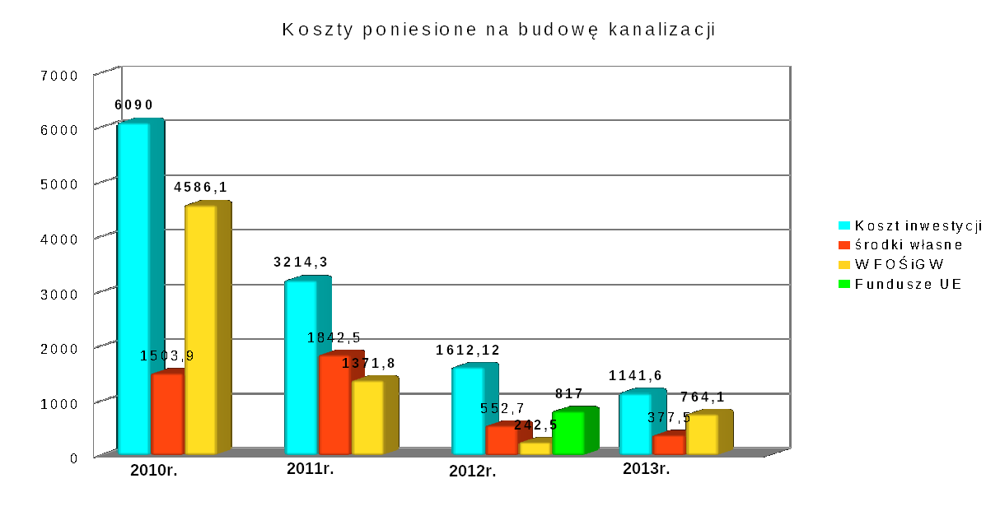 Koszty poniesione na budowę kanalizacji
7000
6000
5000
4000
3000
2000
1000
0
6090
1503,9
4586,1
3214,3
1842,5
1371,8
1612,12
552,7
242,5
817
1141,6
377,5
764,1
2010r.
2011r.
2012r.
2013r.
Koszt inwestycji
środki własne
WFOŚiGW
Fundusze UE